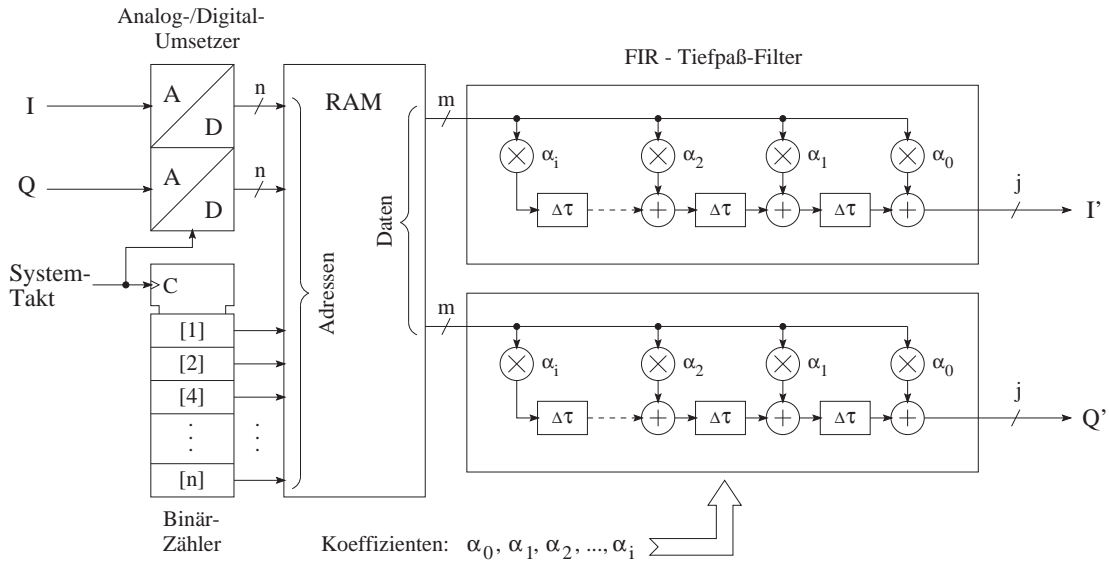 Analog-/Digital-
Umsetzer
FIR - Tiefpaß-Filter
I
A
D
n
RAM
m
α_i
α_2
α_1
α_0
Δτ
Δτ
Δτ
j
I'
Q
A
D
n
Daten
Adressen
System-
Takt
C
[1]
[2]
[4]
[n]
m
α_i
α_2
α_1
α_0
Δτ
Δτ
Δτ
j
Q'
Binär-
Zähler
Koeffizienten: α_0, α_1, α_2, ..., α_i